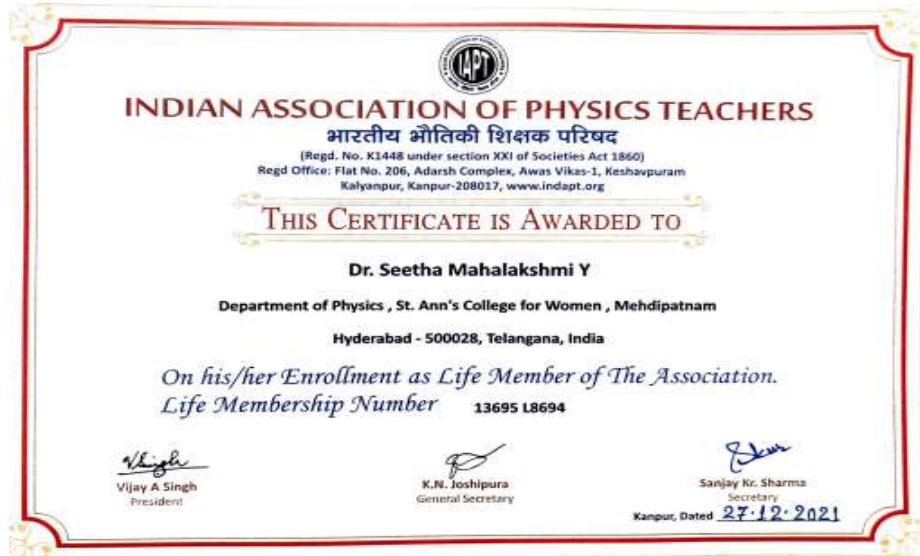 IAPT
INDIAN ASSOCIATION OF PHYSICS TEACHERS
भारतीय भौतिकी शिक्षक परिषद
(Regd. No. K1448 under section XXI of Societies Act 1860)
Regd Office: Flat No. 206, Adarsh Complex, Awas Vikas-1, Keshavpuram
Kalyanpur, Kanpur-208017, www.indapt.org
THIS CERTIFICATE IS AWARDED TO
Dr. Seetha Mahalakshmi Y
Department of Physics , St. Ann's College for Women , Mehdipatnam
Hyderabad - 500028, Telangana, India
On his/her Enrollment as Life Member of The Association.
Life Membership Number 13695 L8694
Vijay A Singh K.N. Joshipura Sanjay Kr. Sharma
President General Secretary Secretary
Kanpur, Dated 27.12.2021